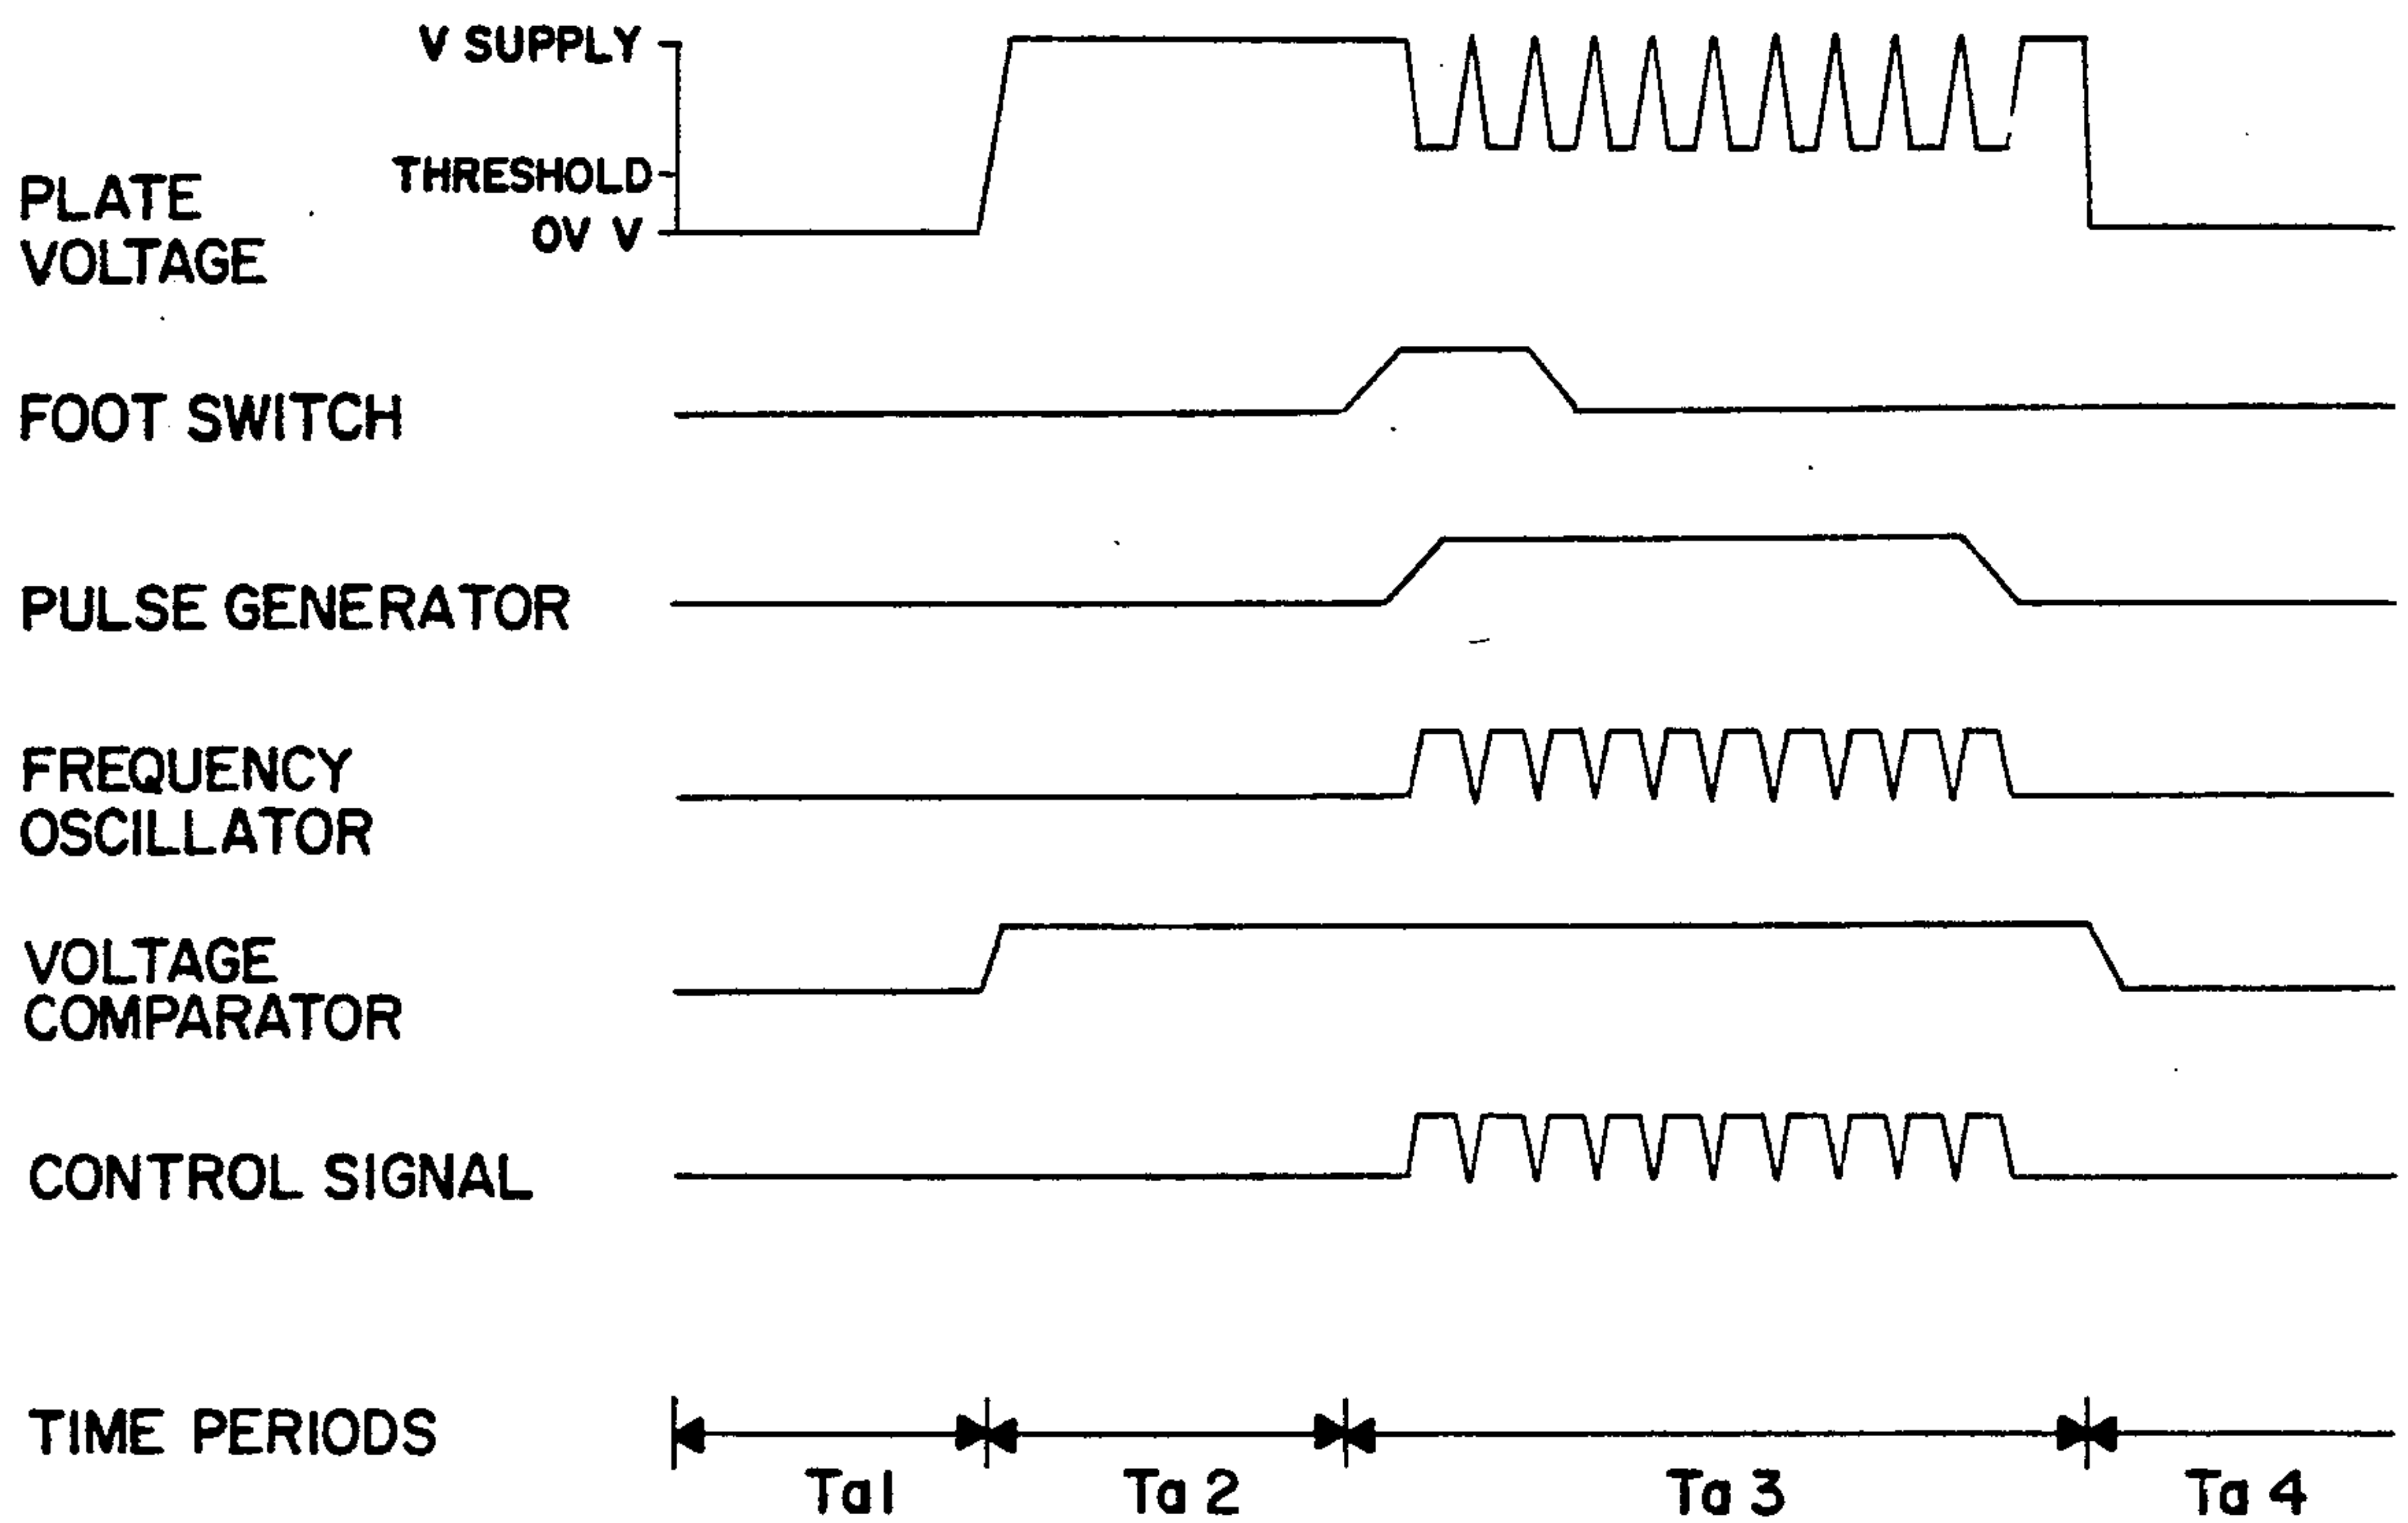 V SUPPLY
THRESHOLD
0V V
PLATE
VOLTAGE
FOOT SWITCH
PULSE GENERATOR
FREQUENCY
OSCILLATOR
VOLTAGE
COMPARATOR
CONTROL SIGNAL
TIME PERIODS
Ta1 Ta 2 Ta 3 Ta 4